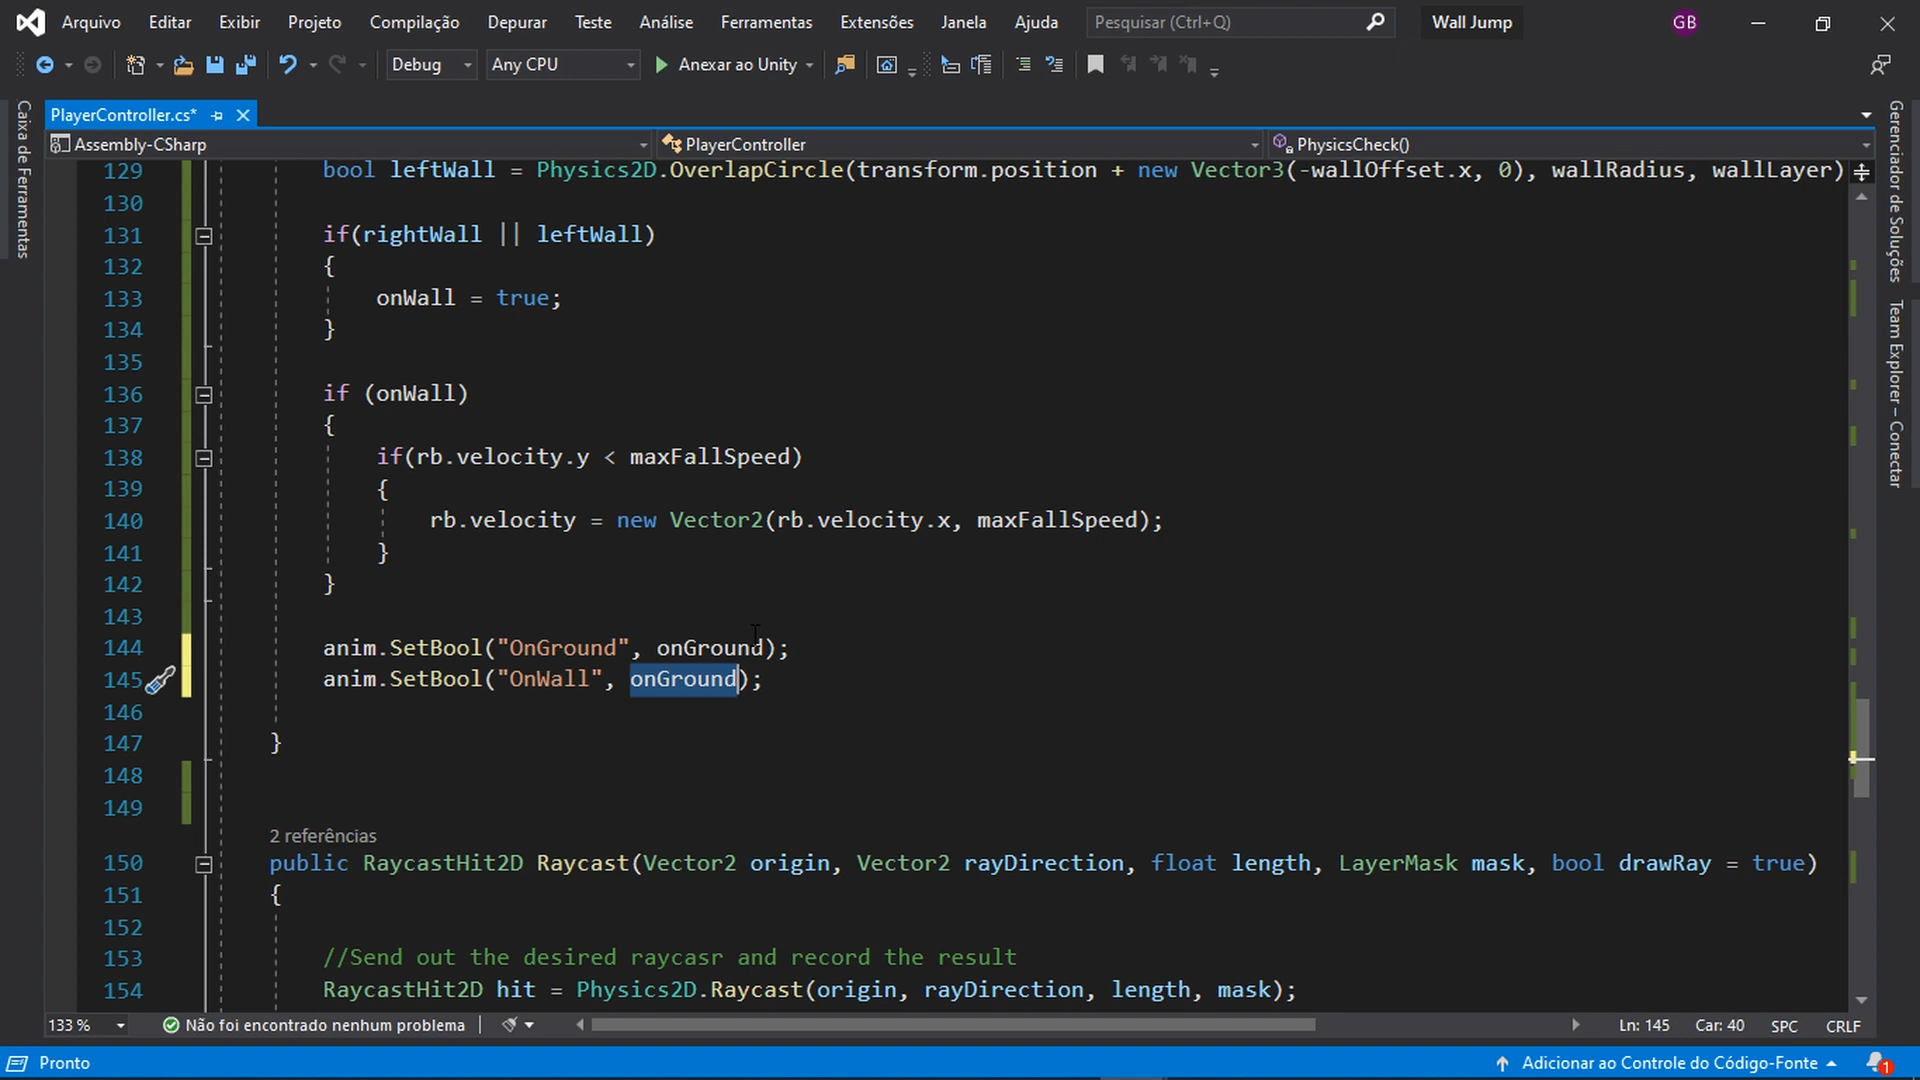 Arquivo Editar Exibir Projeto Compilação Depurar Teste Análise Ferramentas Extensões Janela Ajuda Pesquisar (Ctrl+Q) Wall Jump GB
Debug Any CPU Anexar ao Unity
PlayerController.cs*
Assembly-CSharp PlayerController PhysicsCheck()
Caixa de Ferramentas
Gerenciador de Soluções
Team Explorer – Conectar
129 bool leftWall = Physics2D.OverlapCircle(transform.position + new Vector3(-wallOffset.x, 0), wallRadius, wallLayer)
130
131 if(rightWall || leftWall)
132 {
133 onWall = true;
134 }
135
136 if (onWall)
137 {
138 if(rb.velocity.y < maxFallSpeed)
139 {
140 rb.velocity = new Vector2(rb.velocity.x, maxFallSpeed);
141 }
142 }
143
144 anim.SetBool("OnGround", onGround);
145 anim.SetBool("OnWall", onGround);
146
147 }
148
149
2 referências
150 public RaycastHit2D Raycast(Vector2 origin, Vector2 rayDirection, float length, LayerMask mask, bool drawRay = true)
151 {
152
153 //Send out the desired raycasr and record the result
154 RaycastHit2D hit = Physics2D.Raycast(origin, rayDirection, length, mask);
133 % Não foi encontrado nenhum problema Ln: 145 Car: 40 SPC CRLF
Pronto Adicionar ao Controle do Código-Fonte 1